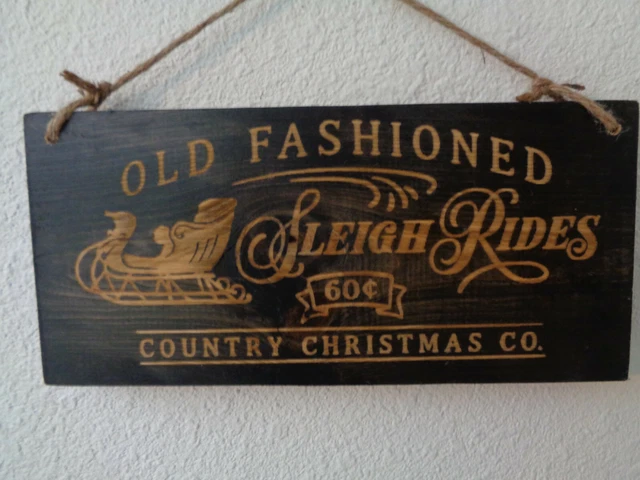 OLD FASHIONED
SLEIGH RIDES
60¢
COUNTRY CHRISTMAS CO.